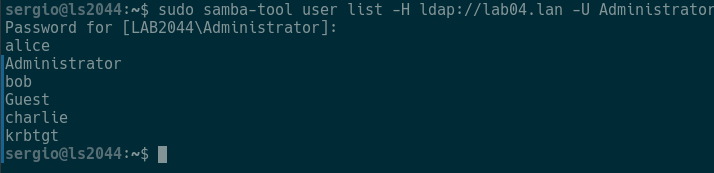 sergio@ls2044:~$ sudo samba-tool user list -H ldap://lab04.lan -U Administrator
Password for [LAB2044\Administrator]:
alice
Administrator
bob
Guest
charlie
krbtgt
sergio@ls2044:~$